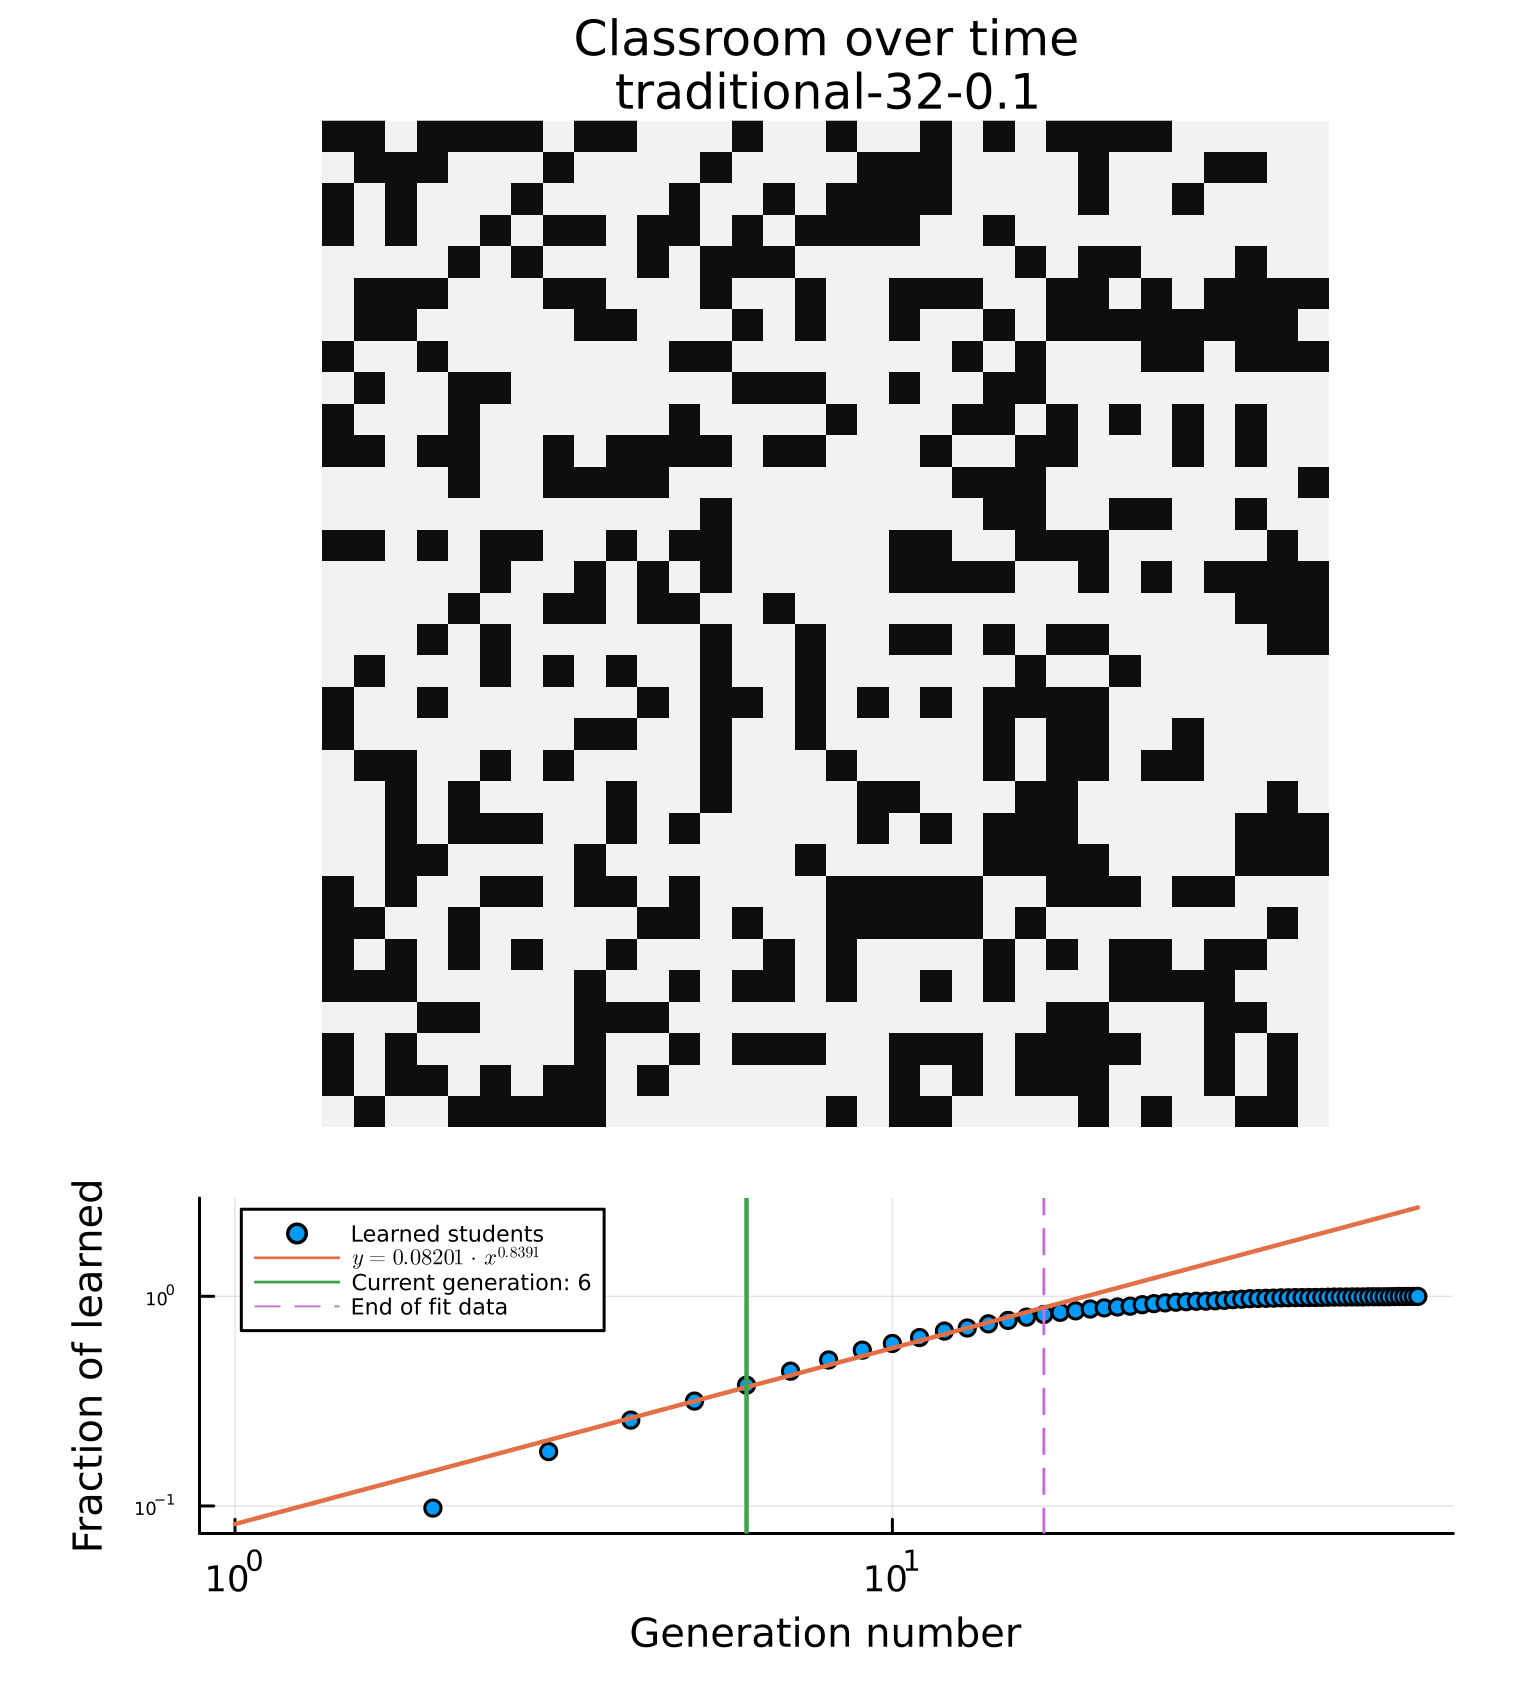 Classroom over time
traditional-32-0.1
Fraction of learned
Learned students
y = 0.08201 · x^0.8391
Current generation: 6
End of fit data
10^0
10^−1
10^0
10^1
Generation number